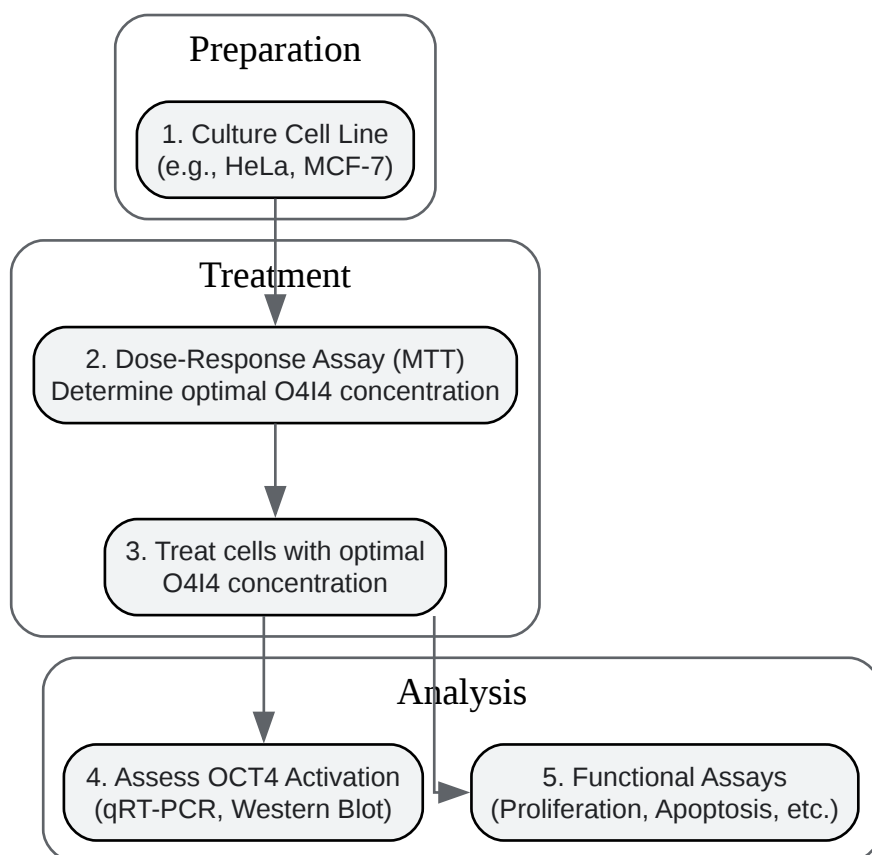 Preparation
1. Culture Cell Line
(e.g., HeLa, MCF-7)
Treatment
2. Dose-Response Assay (MTT)
Determine optimal O4I4 concentration
3. Treat cells with optimal
O4I4 concentration
Analysis
4. Assess OCT4 Activation
(qRT-PCR, Western Blot)
5. Functional Assays
(Proliferation, Apoptosis, etc.)